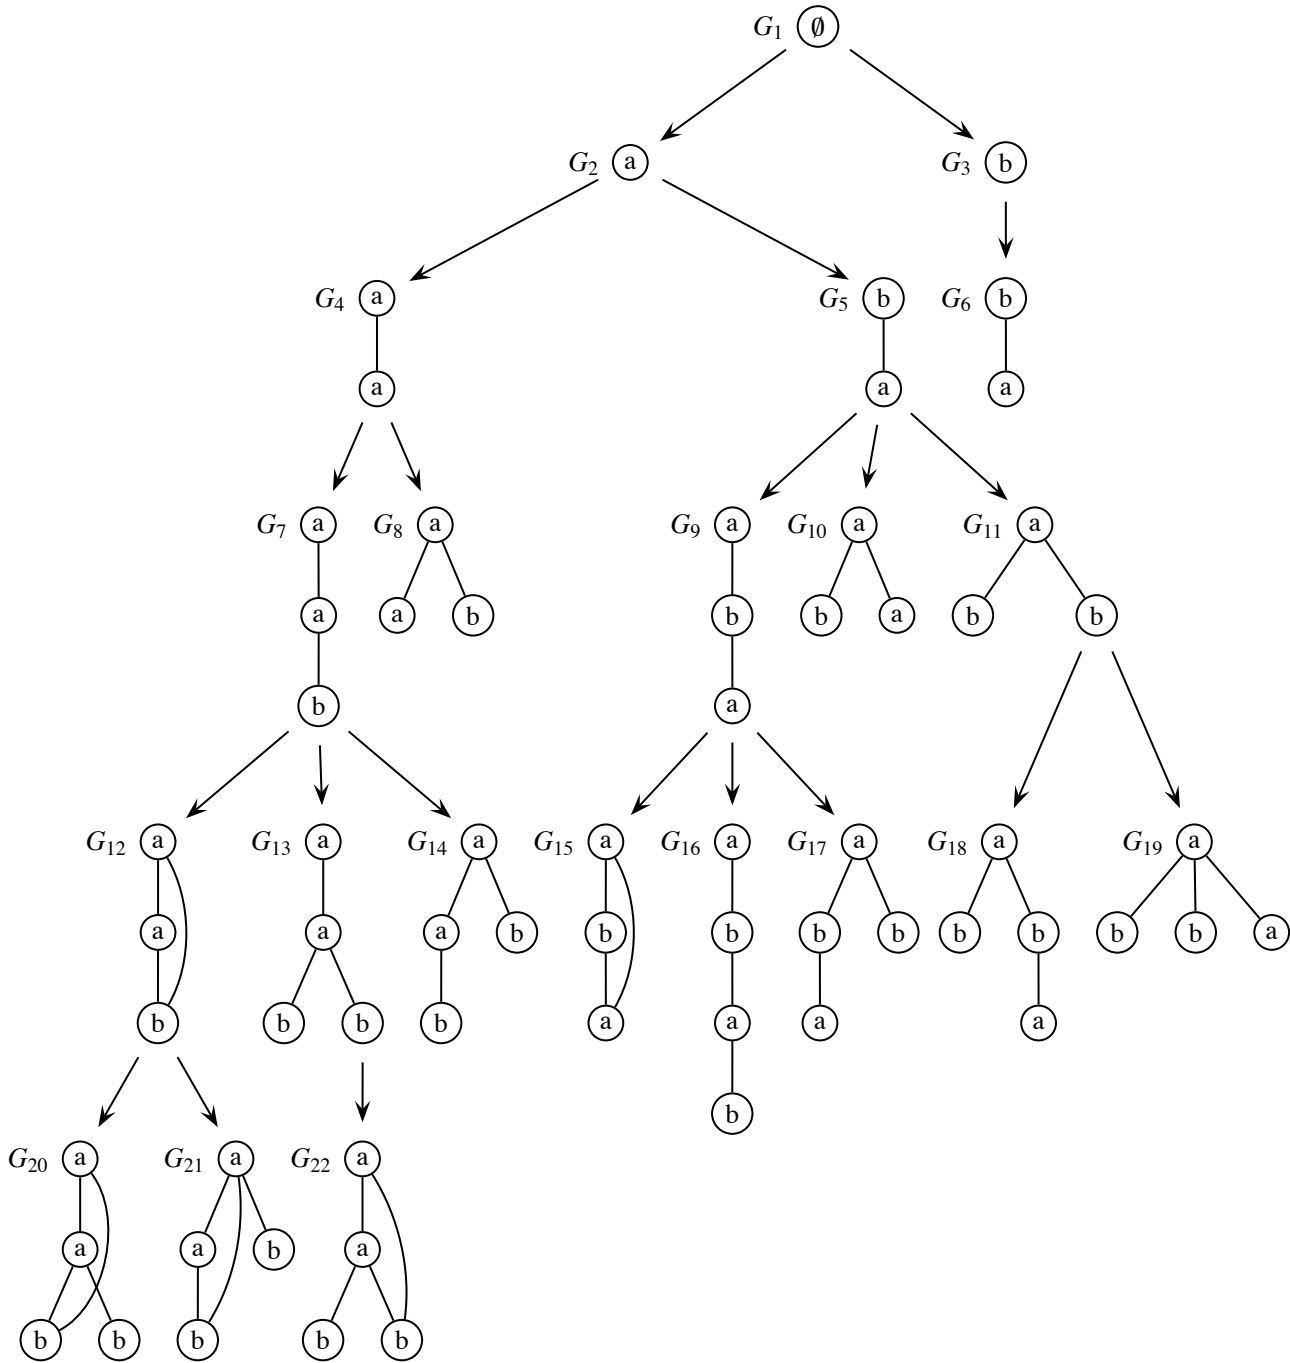 G1 ∅
G2 a G3 b
G4 a G5 b G6 b
a a a
G7 a G8 a G9 a G10 a G11 a
a a b b b a b b
b a
G12 a G13 a G14 a G15 a G16 a G17 a G18 a G19 a
a a a b b b b b b b b b a
b b b b a a a a
b
G20 a G21 a G22 a
a a b a
b b b b b